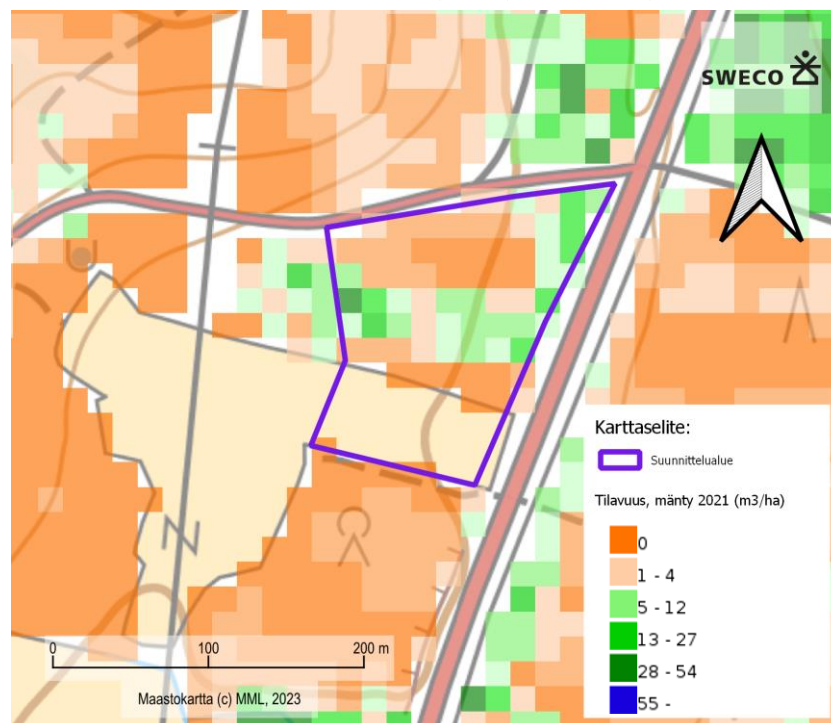 SWECO
Karttaselite:
Suunnittelualue
Tilavuus, mänty 2021 (m3/ha)
0
1 - 4
5 - 12
13 - 27
28 - 54
55 -
0 100 200 m
Maastokartta (c) MML, 2023